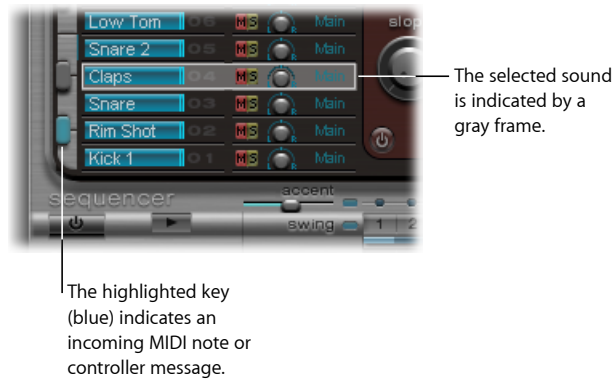 Low Tom 06 M S L R Main
Snare 2 05 M S L R Main
Claps 04 M S L R Main
Snare 03 M S L R Main
Rim Shot 02 M S L R Main
Kick 1 01 M S L R Main
slop
The selected sound
is indicated by a
gray frame.
sequencer
accent
swing
1 2
The highlighted key
(blue) indicates an
incoming MIDI note or
controller message.